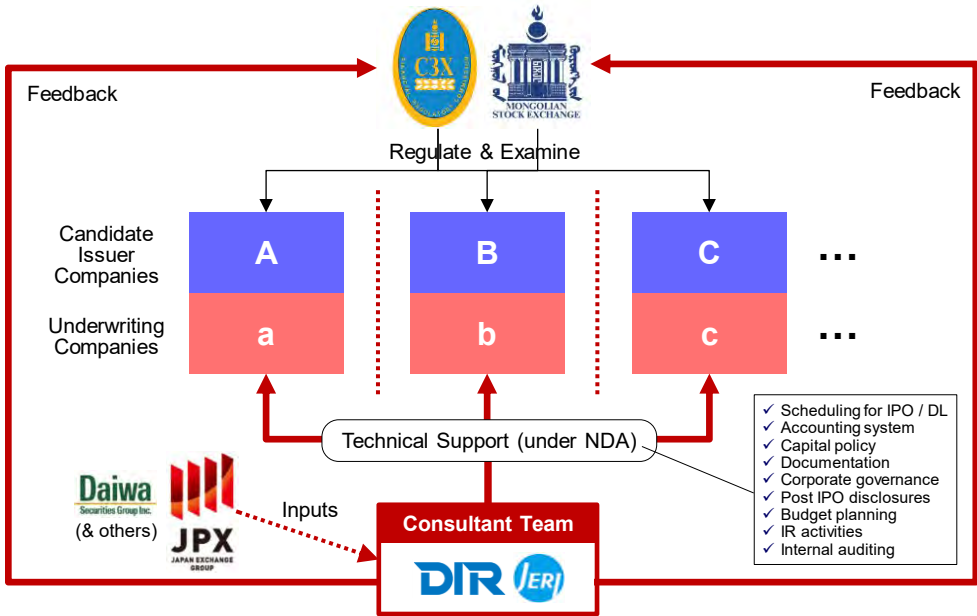 Feedback
СЗХ
MONGOLIAN
STOCK EXCHANGE
Feedback
Regulate & Examine
Candidate
Issuer
Companies
A
B
C
...
Underwriting
Companies
a
b
c
...
Technical Support (under NDA)
✓ Scheduling for IPO / DL
✓ Accounting system
✓ Capital policy
✓ Documentation
✓ Corporate governance
✓ Post IPO disclosures
✓ Budget planning
✓ IR activities
✓ Internal auditing
Daiwa
Securities Group Inc.
(& others)
JPX
JAPAN EXCHANGE
GROUP
Inputs
Consultant Team
DIR
JERI